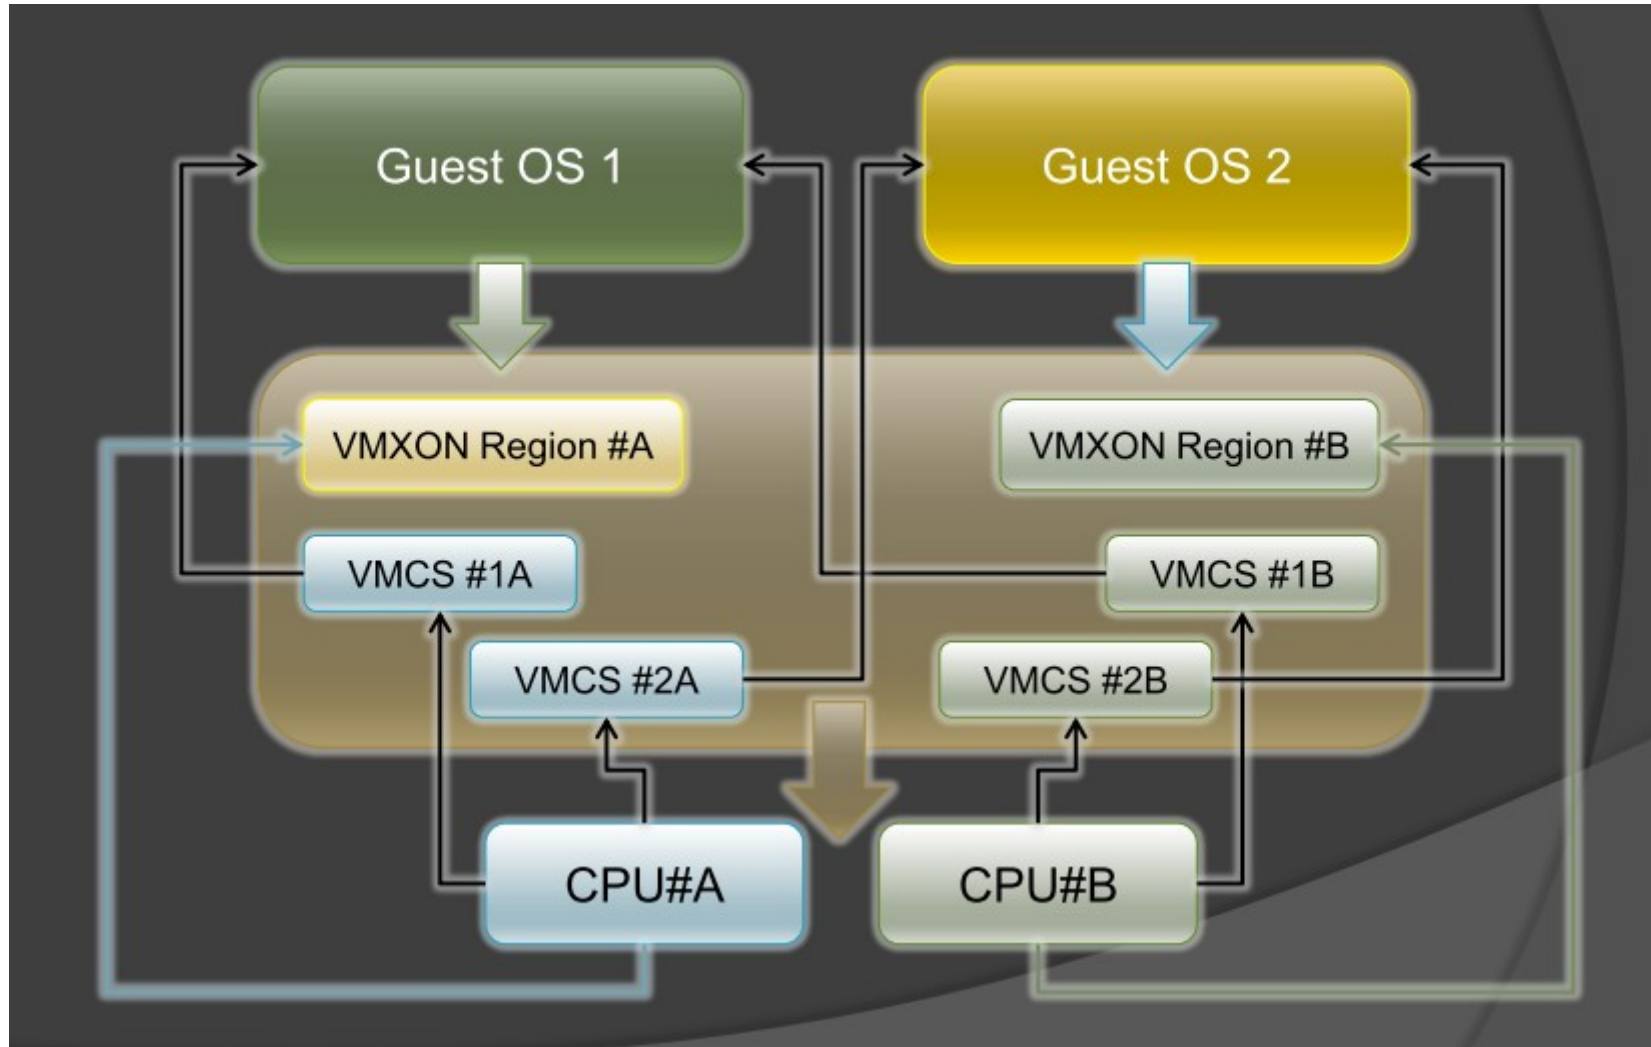 Guest OS 1
Guest OS 2
VMXON Region #A
VMXON Region #B
VMCS #1A
VMCS #1B
VMCS #2A
VMCS #2B
CPU#A
CPU#B